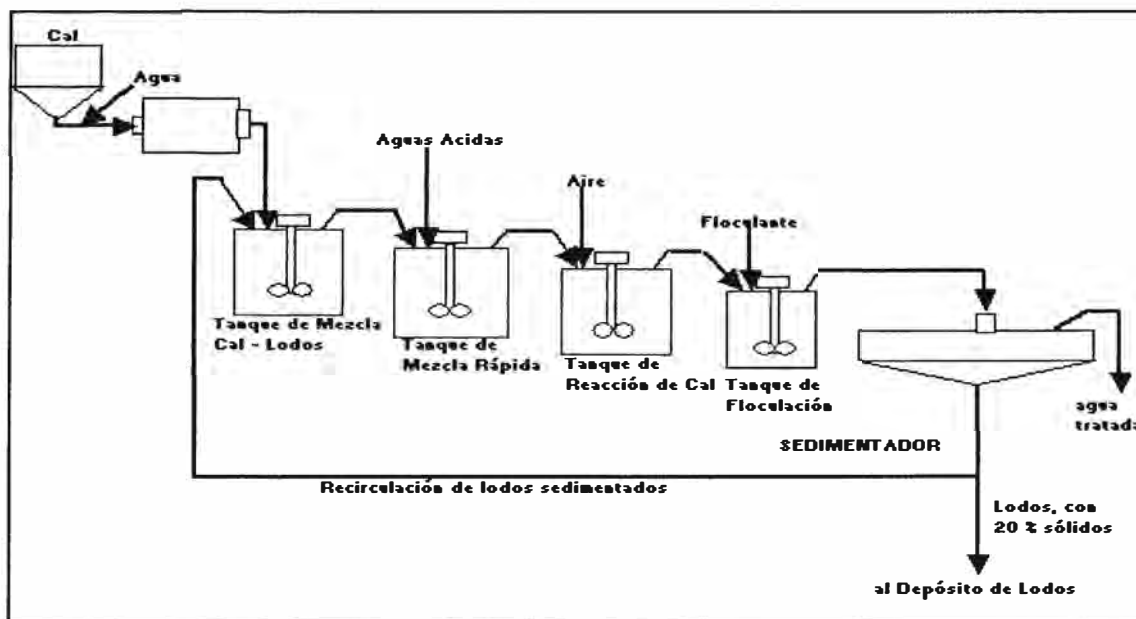 Cal
Agua
Aguas Acidas
Aire
Floculante
Tanque de Mezcla
Cal - Lodos
Tanque de
Mezcla Rápida
Tanque de
Reacción de Cal
Tanque de
Floculación
agua
tratada
SEDIMENTADOR
Recirculación de lodos sedimentados
Lodos, con
20 % sólidos
al Depósito de Lodos